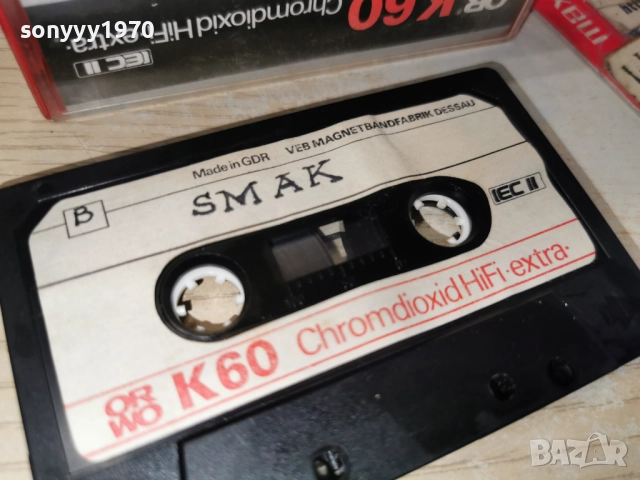 sonyyy1970
OR K60
Chromdioxid HiFi·extra·
IEC II
Made in GDR VEB MAGNETBANDFABRIK DESSAU
B
SMAK
IEC II
OR
WO
K60 Chromdioxid HiFi·extra·
BAZAR